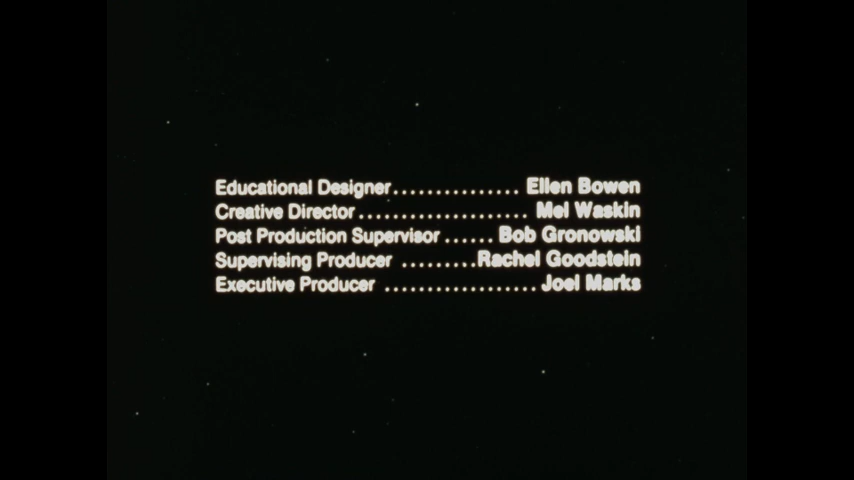 Educational Designer............... Ellen Bowen
Creative Director..................... Mel Waskin
Post Production Supervisor ...... Bob Gronowski
Supervising Producer .........Rachel Goodstein
Executive Producer ................... Joel Marks